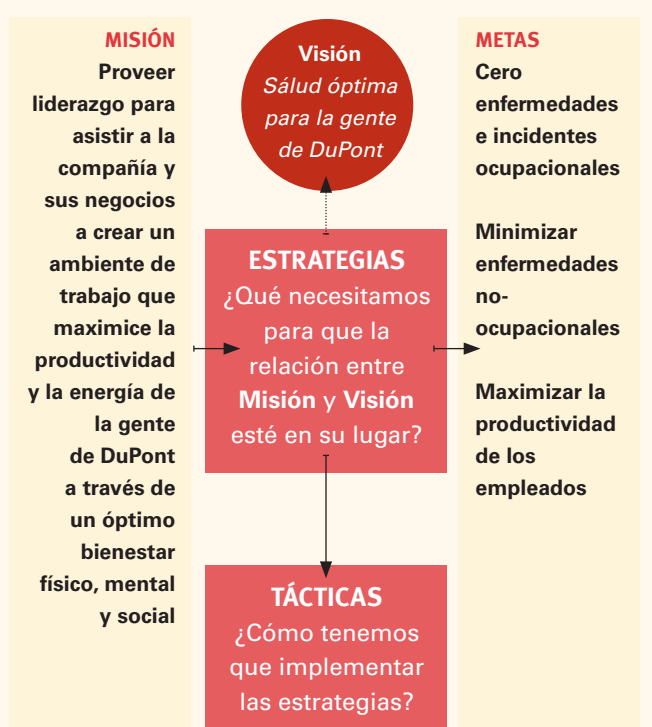 MISIÓN
Proveer
liderazgo para
asistir a la
compañía y
sus negocios
a crear un
ambiente de
trabajo que
maximice la
productividad
y la energía de
la gente
de DuPont
a través de
un óptimo
bienestar
físico, mental
y social
Visión
Sálud óptima
para la gente
de DuPont
ESTRATEGIAS
¿Qué necesitamos
para que la
relación entre
Misión y Visión
esté en su lugar?
TÁCTICAS
¿Cómo tenemos
que implementar
las estrategias?
METAS
Cero
enfermedades
e incidentes
ocupacionales
Minimizar
enfermedades
no-
ocupacionales
Maximizar la
productividad
de los
empleados